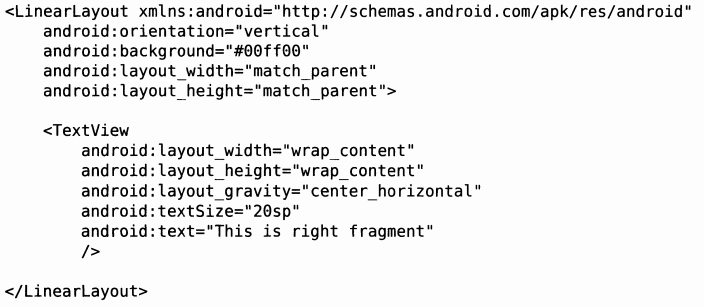 <LinearLayout xmlns:android="http://schemas.android.com/apk/res/android"
    android:orientation="vertical"
    android:background="#00ff00"
    android:layout_width="match_parent"
    android:layout_height="match_parent">

    <TextView
        android:layout_width="wrap_content"
        android:layout_height="wrap_content"
        android:layout_gravity="center_horizontal"
        android:textSize="20sp"
        android:text="This is right fragment"
        />

</LinearLayout>